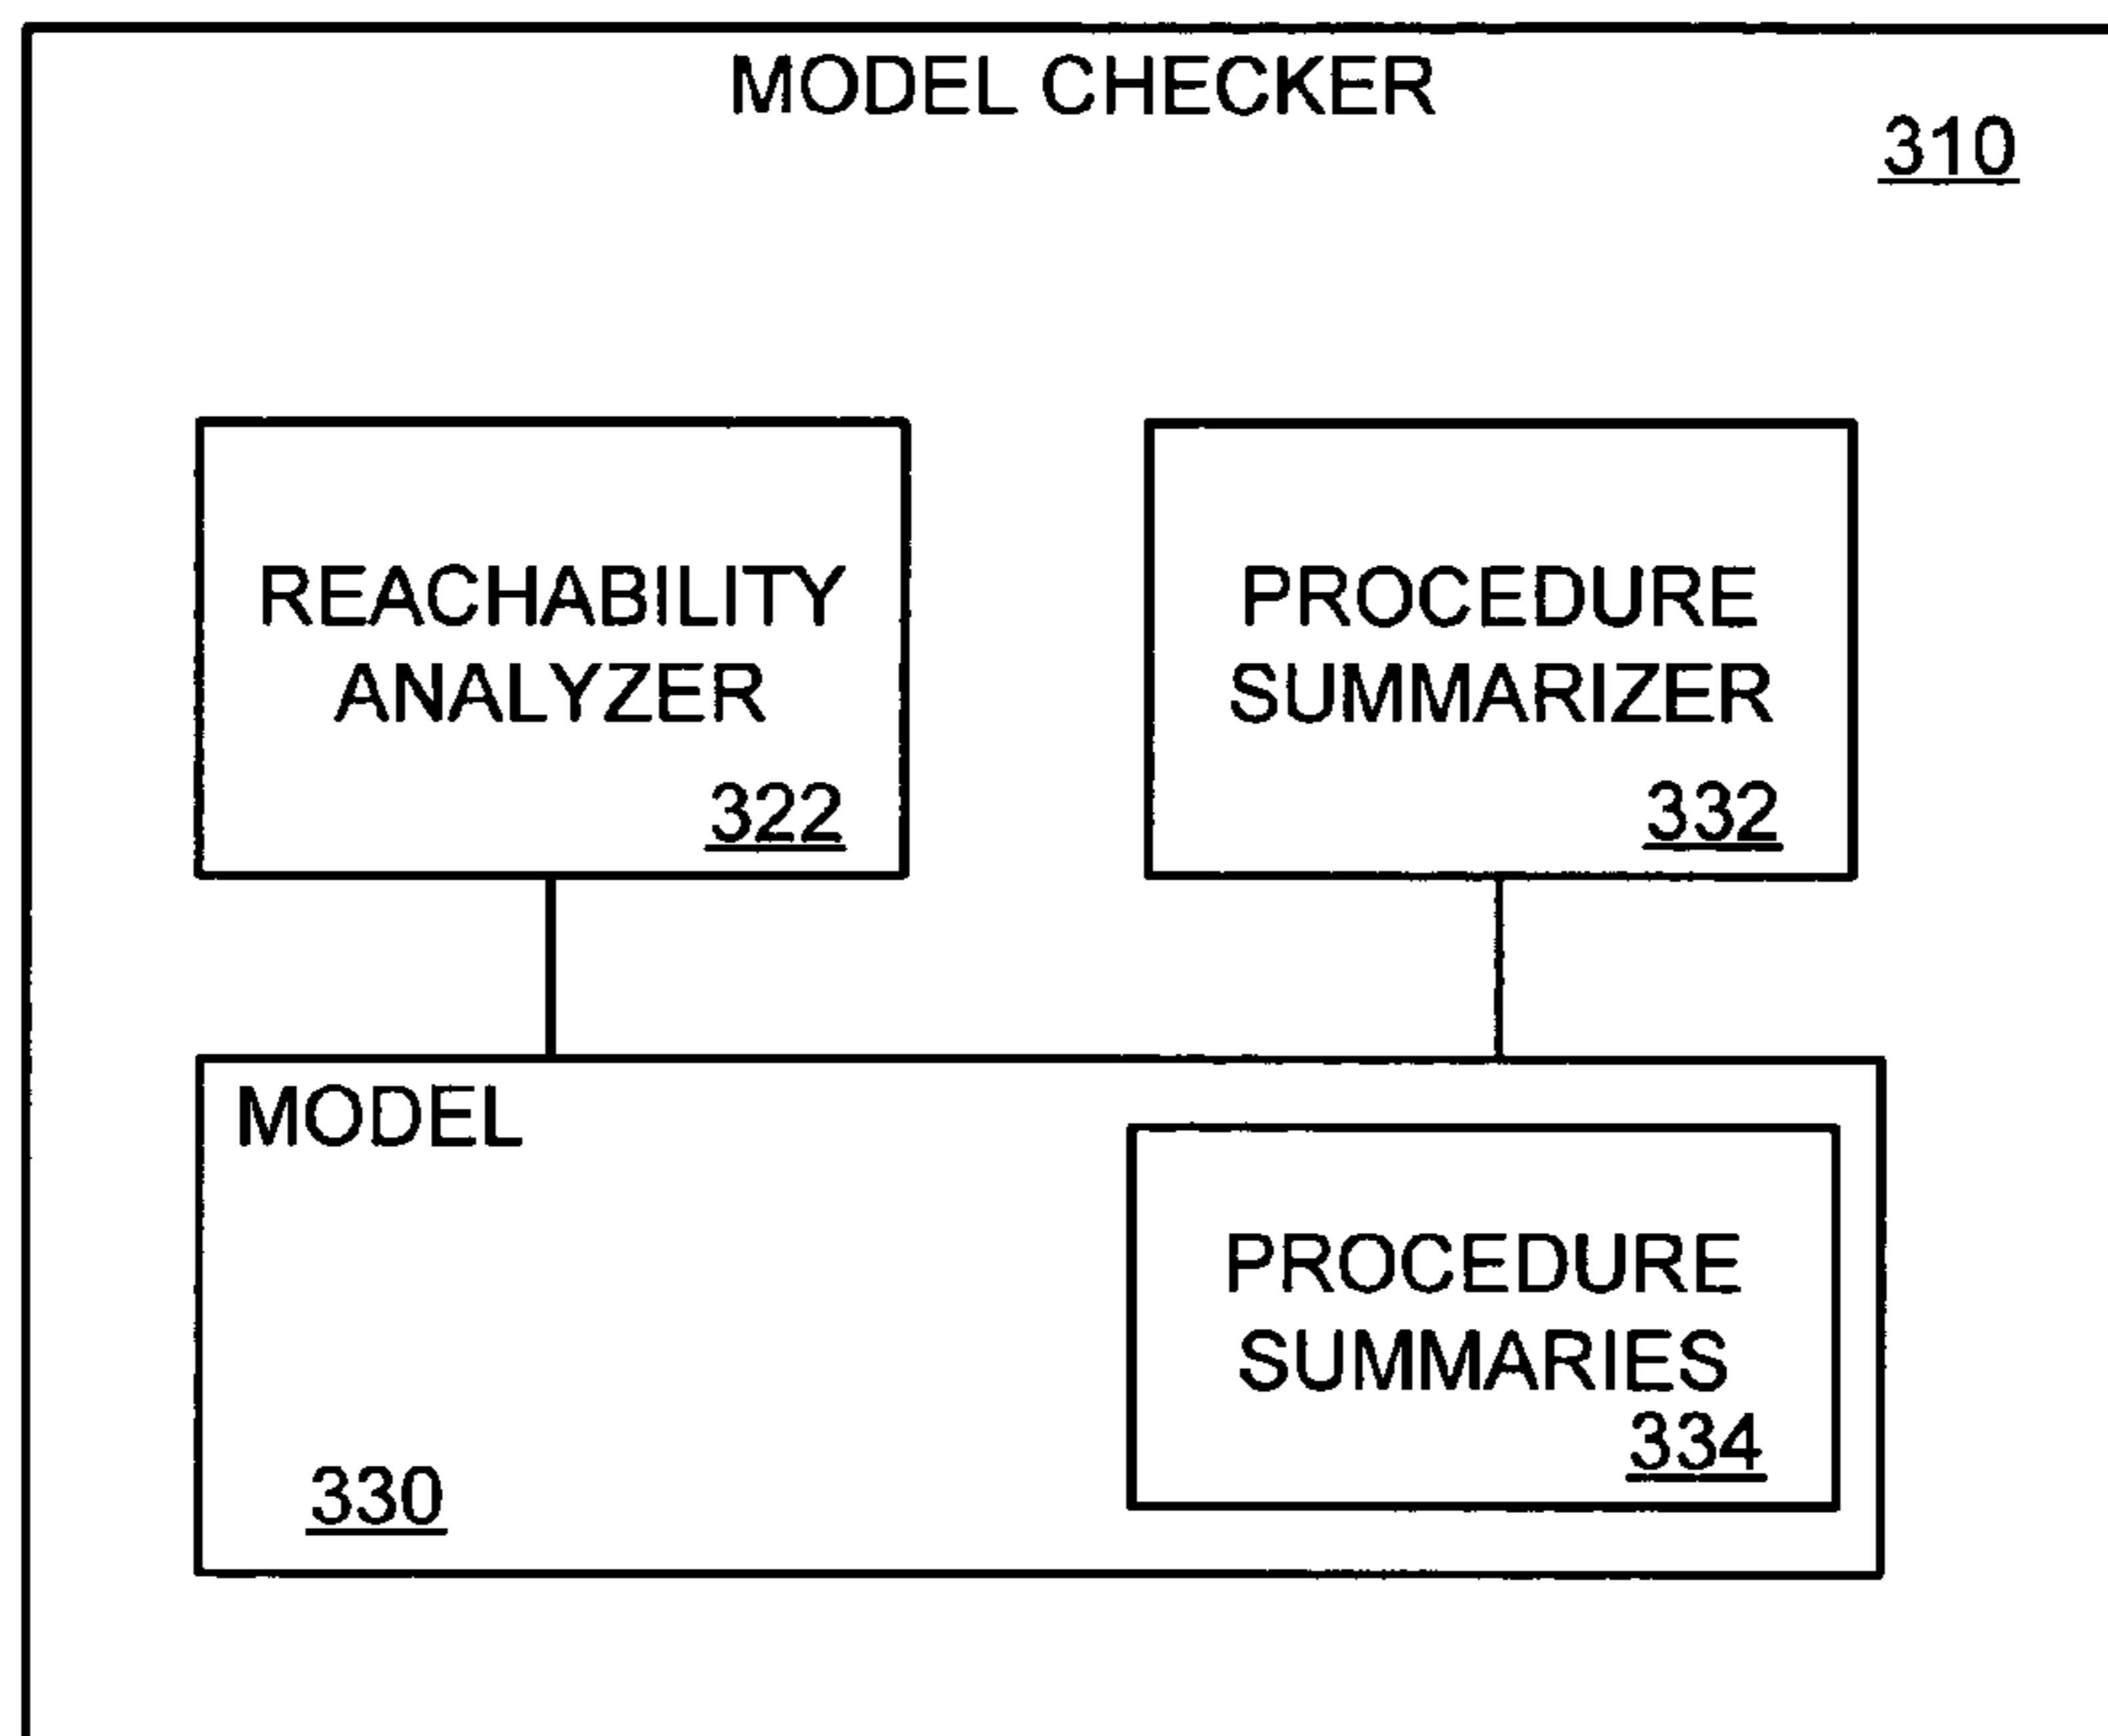 MODEL CHECKER
310
REACHABILITY
ANALYZER
322
PROCEDURE
SUMMARIZER
332
MODEL
330
PROCEDURE
SUMMARIES
334